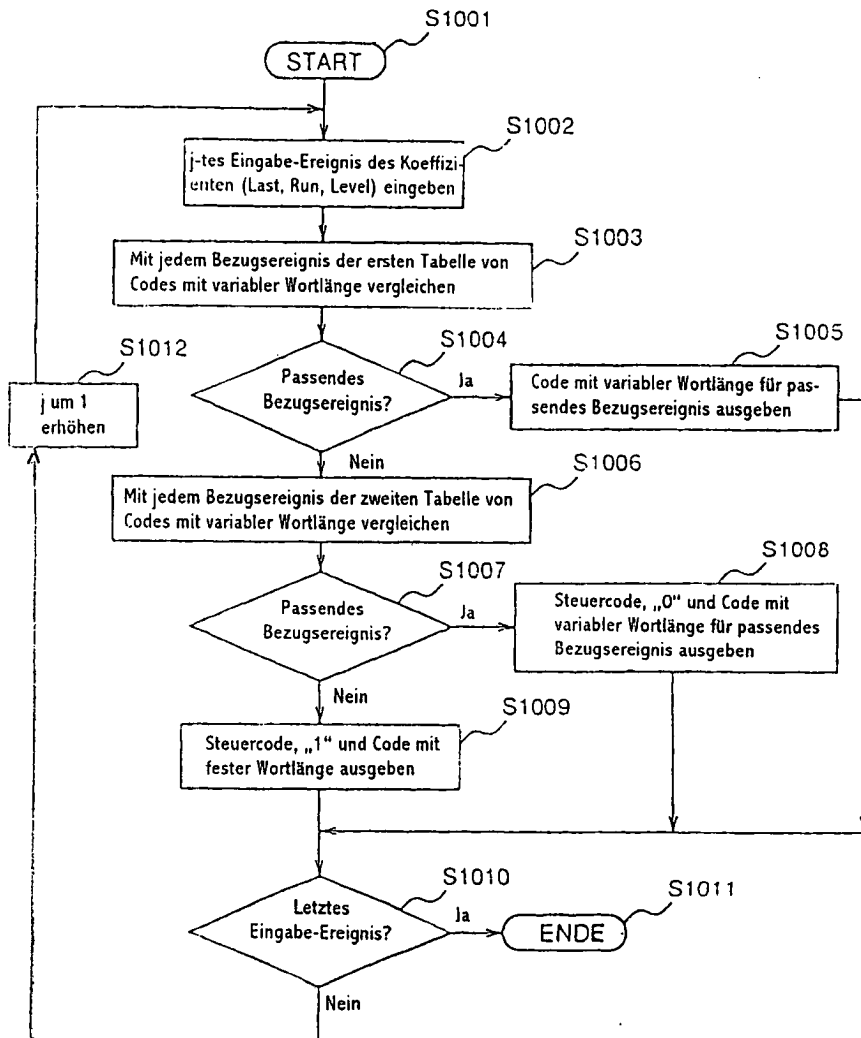 S1001
START
S1002
j-tes Eingabe-Ereignis des Koeffizi-
enten (Last, Run, Level) eingeben
S1003
Mit jedem Bezugsereignis der ersten Tabelle von
Codes mit variabler Wortlänge vergleichen
S1004
Passendes
Bezugsereignis?
Ja
S1005
Code mit variabler Wortlänge für pas-
sendes Bezugsereignis ausgeben
S1012
j um 1
erhöhen
Nein
S1006
Mit jedem Bezugsereignis der zweiten Tabelle von
Codes mit variabler Wortlänge vergleichen
S1007
Passendes
Bezugsereignis?
Ja
S1008
Steuercode, „0“ und Code mit
variabler Wortlänge für passendes
Bezugsereignis ausgeben
Nein
S1009
Steuercode, „1“ und Code mit
fester Wortlänge ausgeben
S1010
Letztes
Eingabe-Ereignis?
Ja
S1011
ENDE
Nein